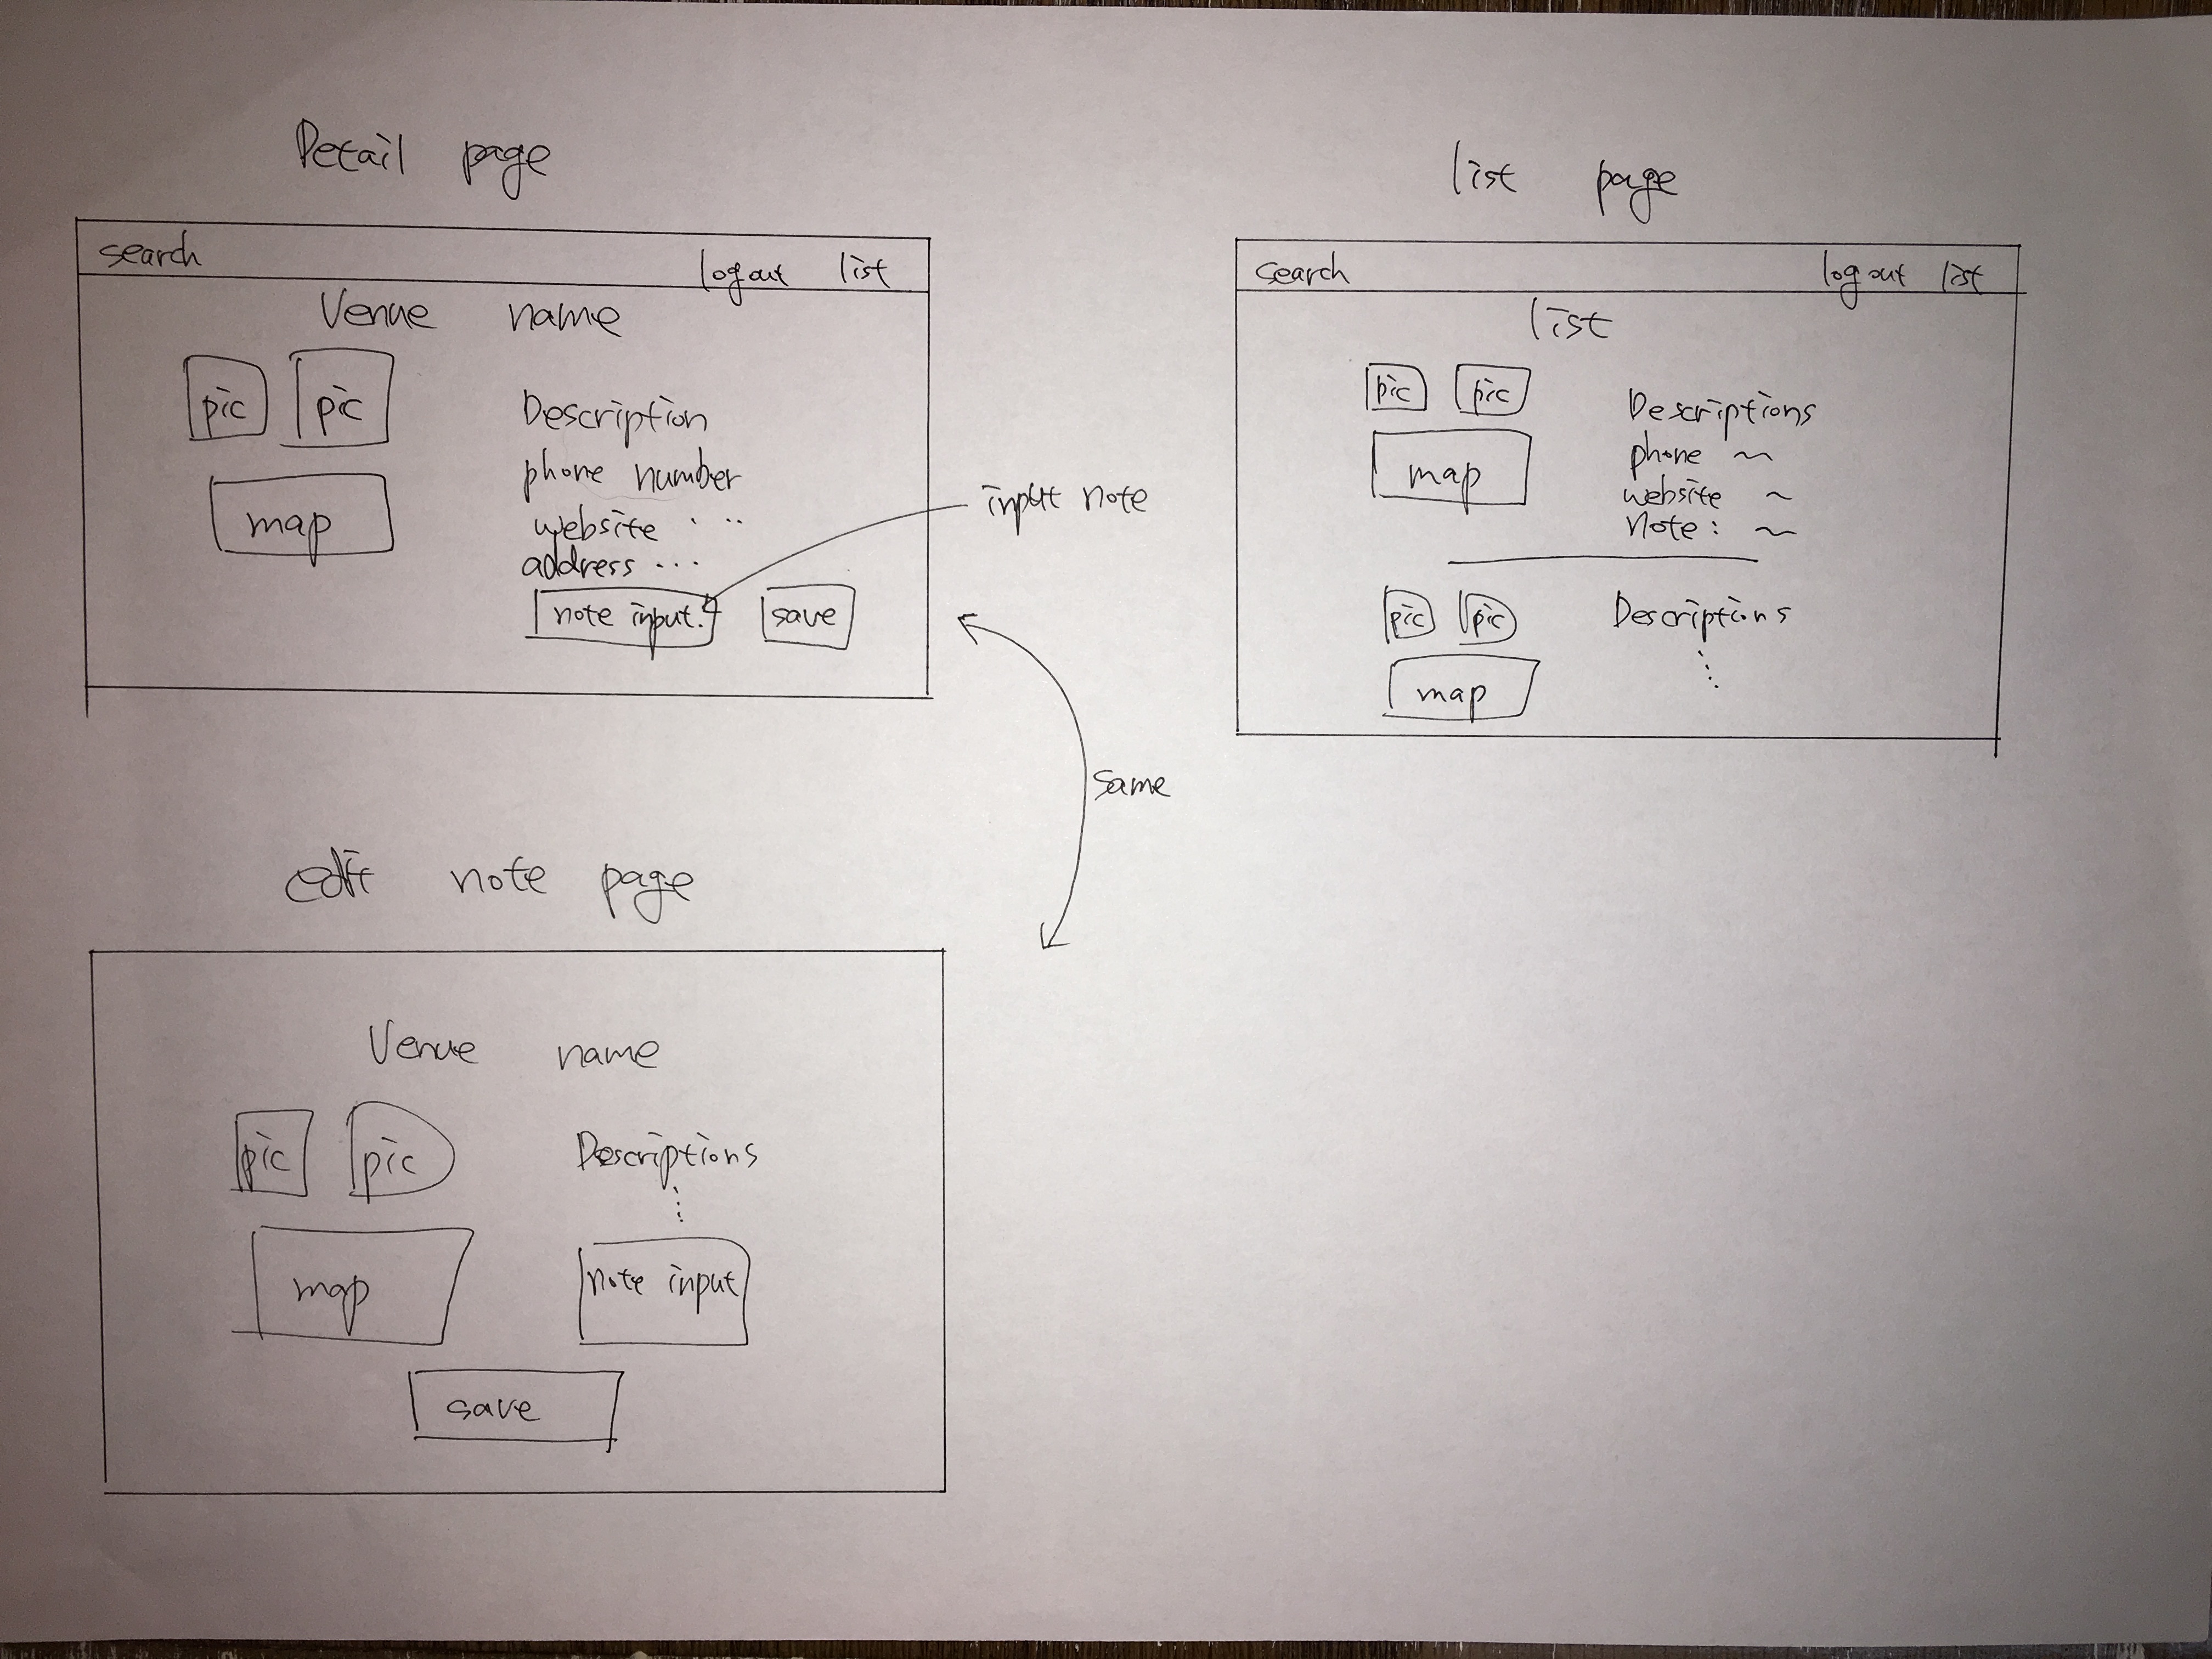 Detail page
search logout list
Venue name
pic pic
Description
phone number
map
website ...
address ...
note input.
save
input note
same
list page
search logout list
list
pic pic
Descriptions
map
phone ~
website ~
Note: ~
pic pic
Descriptions
map
edit note page
Venue name
pic pic
Descriptions
map
note input
save